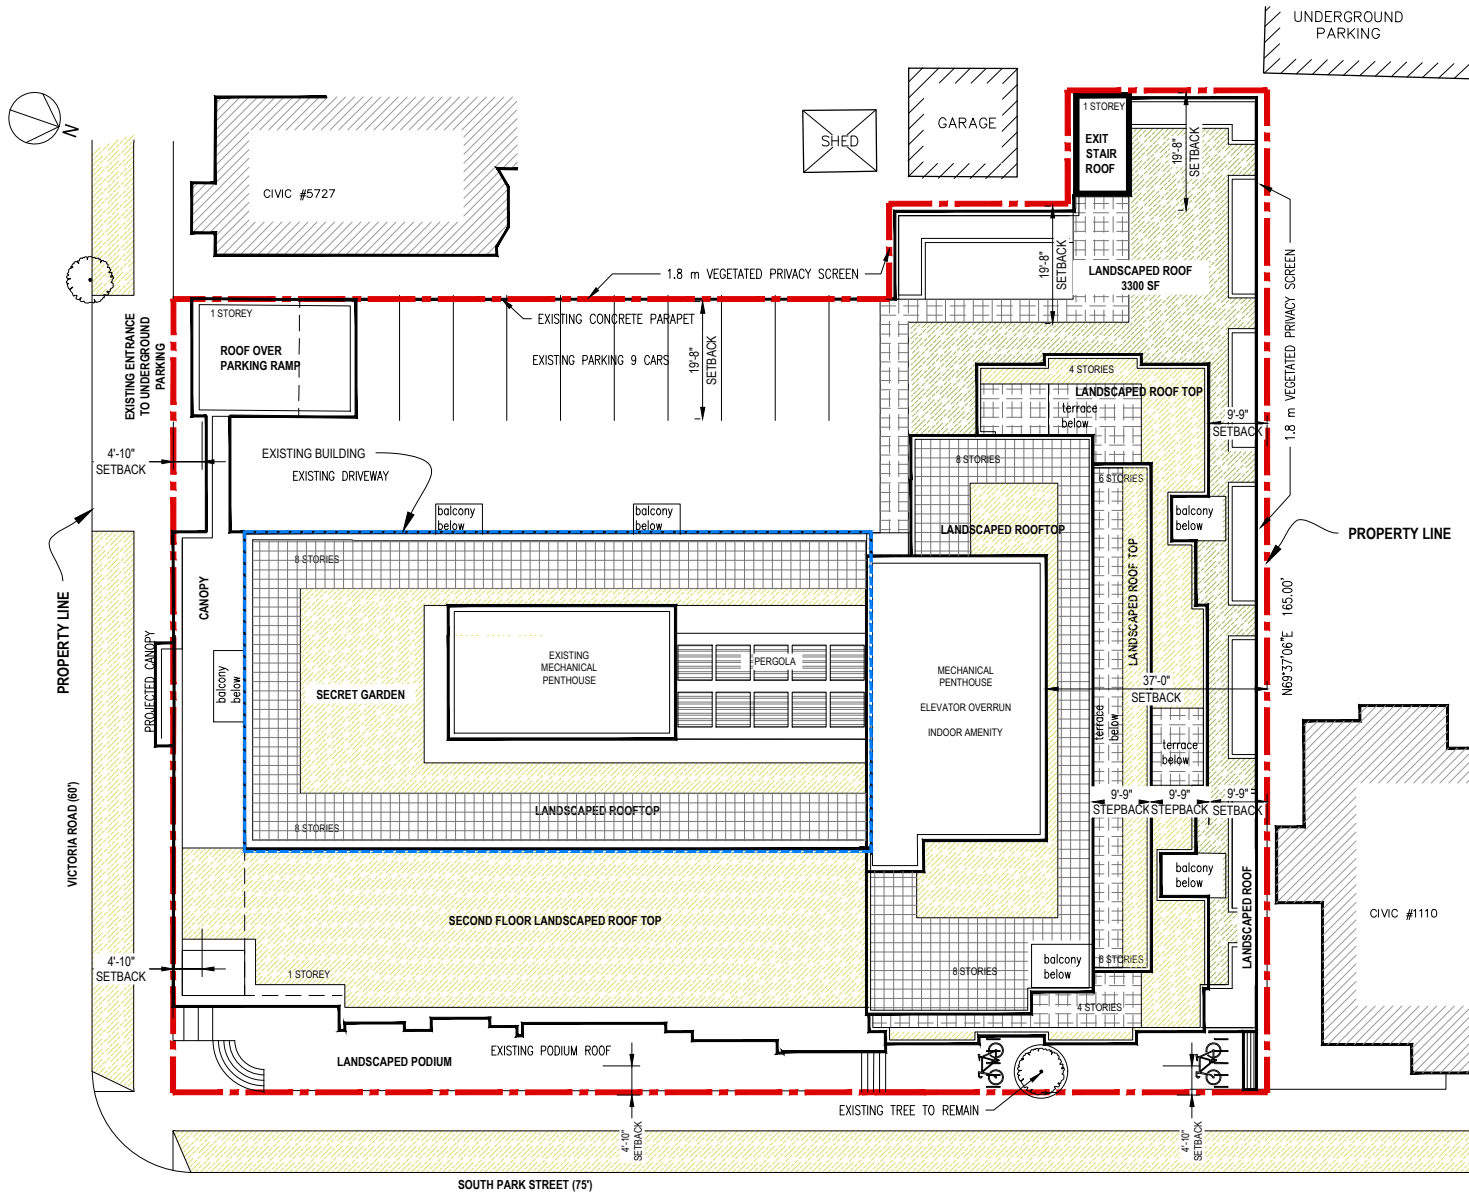 UNDERGROUND
PARKING
N
1 STOREY
EXIT
STAIR
ROOF
19'-8"
SETBACK
GARAGE
SHED
CIVIC #5727
1.8 m VEGETATED PRIVACY SCREEN
19'-8"
SETBACK
LANDSCAPED ROOF
3300 SF
1.8 m VEGETATED PRIVACY SCREEN
1 STOREY
ROOF OVER
PARKING RAMP
EXISTING ENTRANCE
TO UNDERGROUND
PARKING
EXISTING CONCRETE PARAPET
EXISTING PARKING 9 CARS
19'-8"
SETBACK
4 STORIES
LANDSCAPED ROOF TOP
terrace
below
9'-9"
SETBACK
4'-10"
SETBACK
EXISTING BUILDING
EXISTING DRIVEWAY
8 STORIES
6 STORIES
balcony
below
balcony
below
balcony
below
LANDSCAPED ROOFTOP
PROPERTY LINE
8 STORIES
CANOPY
LANDSCAPED ROOF TOP
PROPERTY LINE
PROJECTED CANOPY
balcony
below
SECRET GARDEN
EXISTING
MECHANICAL
PENTHOUSE
PERGOLA
MECHANICAL
PENTHOUSE
ELEVATOR OVERRUN
INDOOR AMENITY
37'-0"
SETBACK
N69°37'06"E 165.00'
terrace
below
terrace
below
9'-9"
STEPBACK
9'-9"
STEPBACK
9'-9"
SETBACK
LANDSCAPED ROOFTOP
8 STORIES
VICTORIA ROAD (60')
balcony
below
SECOND FLOOR LANDSCAPED ROOF TOP
LANDSCAPED ROOF
CIVIC #1110
4'-10"
SETBACK
1 STOREY
8 STORIES
balcony
below
6 STORIES
4 STORIES
LANDSCAPED PODIUM
EXISTING PODIUM ROOF
EXISTING TREE TO REMAIN
4'-10"
SETBACK
4'-10"
SETBACK
SOUTH PARK STREET (75')